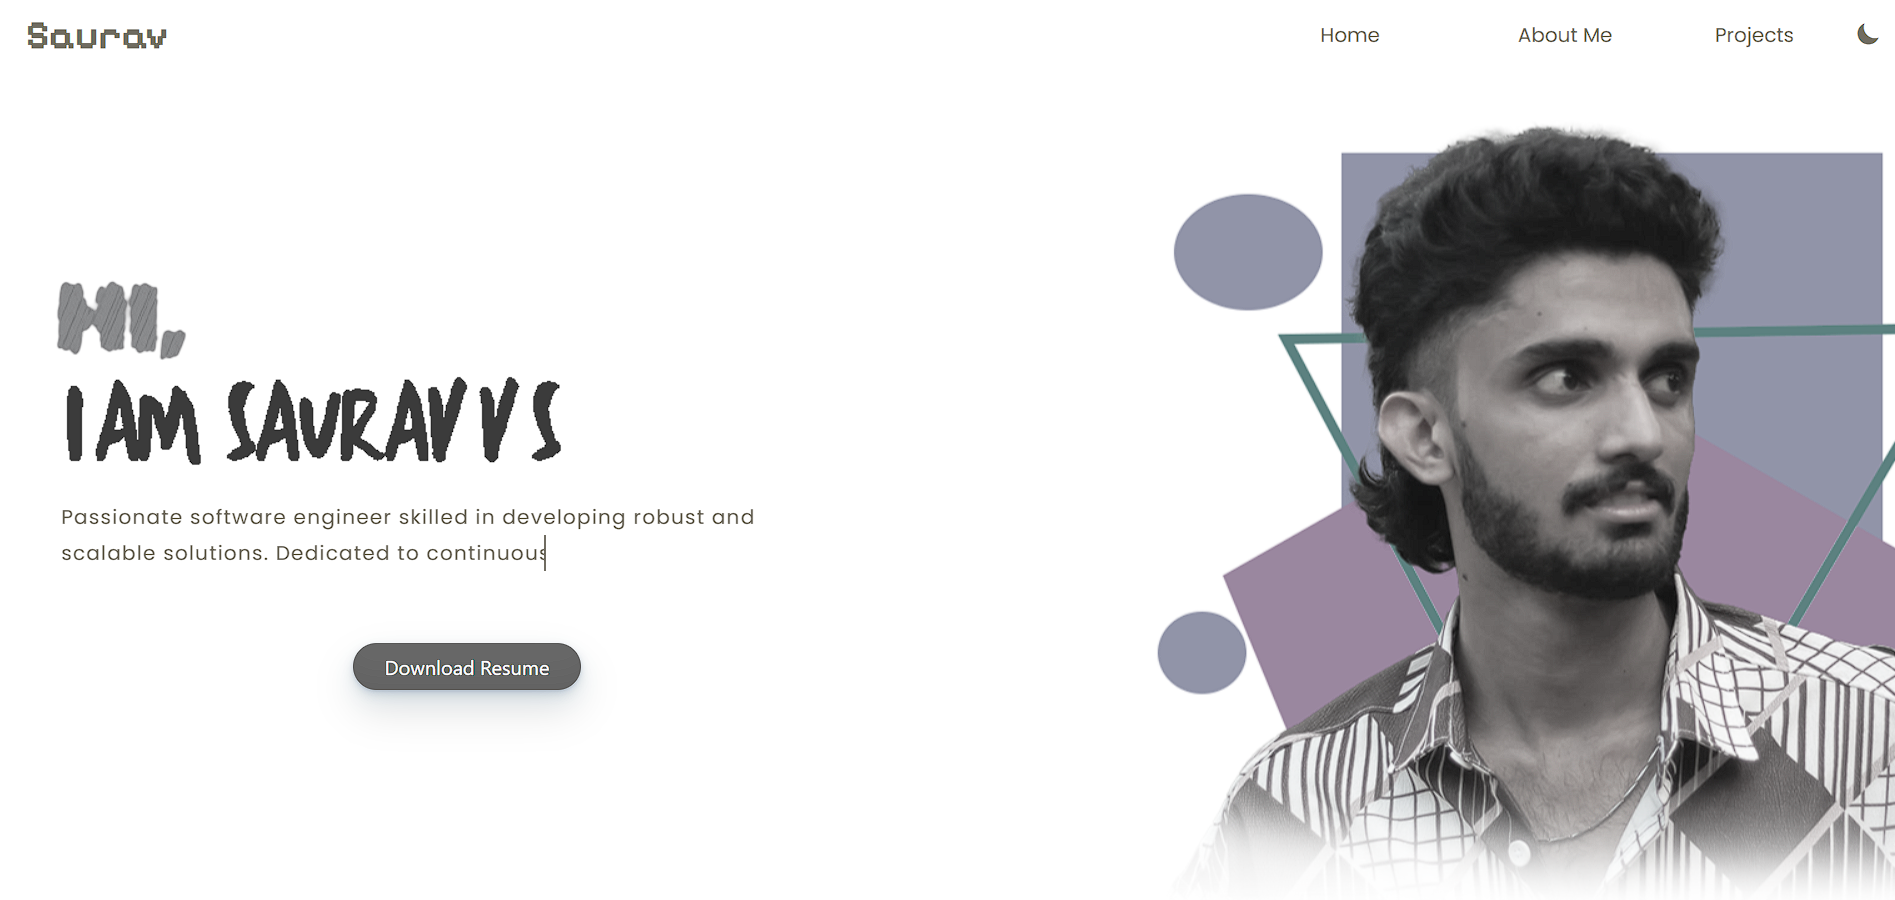 Saurav
Home
About Me
Projects
HI,
I AM SAURAV V S
Passionate software engineer skilled in developing robust and
scalable solutions. Dedicated to continuous
Download Resume